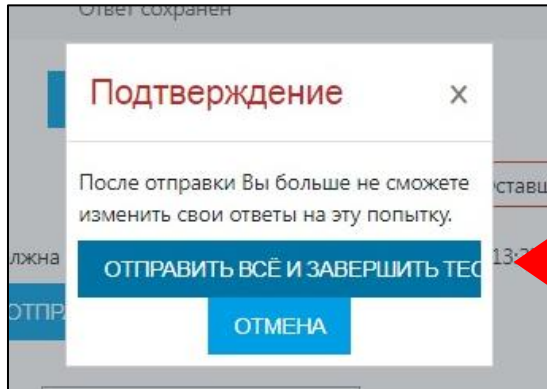 Ответ сохранен
Подтверждение
×
После отправки Вы больше не сможете
изменить свои ответы на эту попытку.
ОТПРАВИТЬ ВСЁ И ЗАВЕРШИТЬ ТЕС
ОТМЕНА